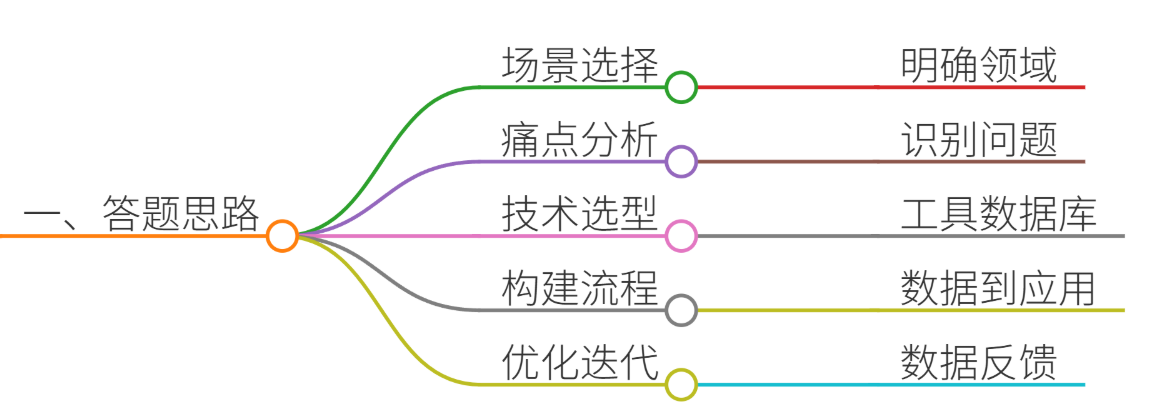 场景选择
明确领域
痛点分析
识别问题
一、答题思路
技术选型
工具数据库
构建流程
数据到应用
优化迭代
数据反馈